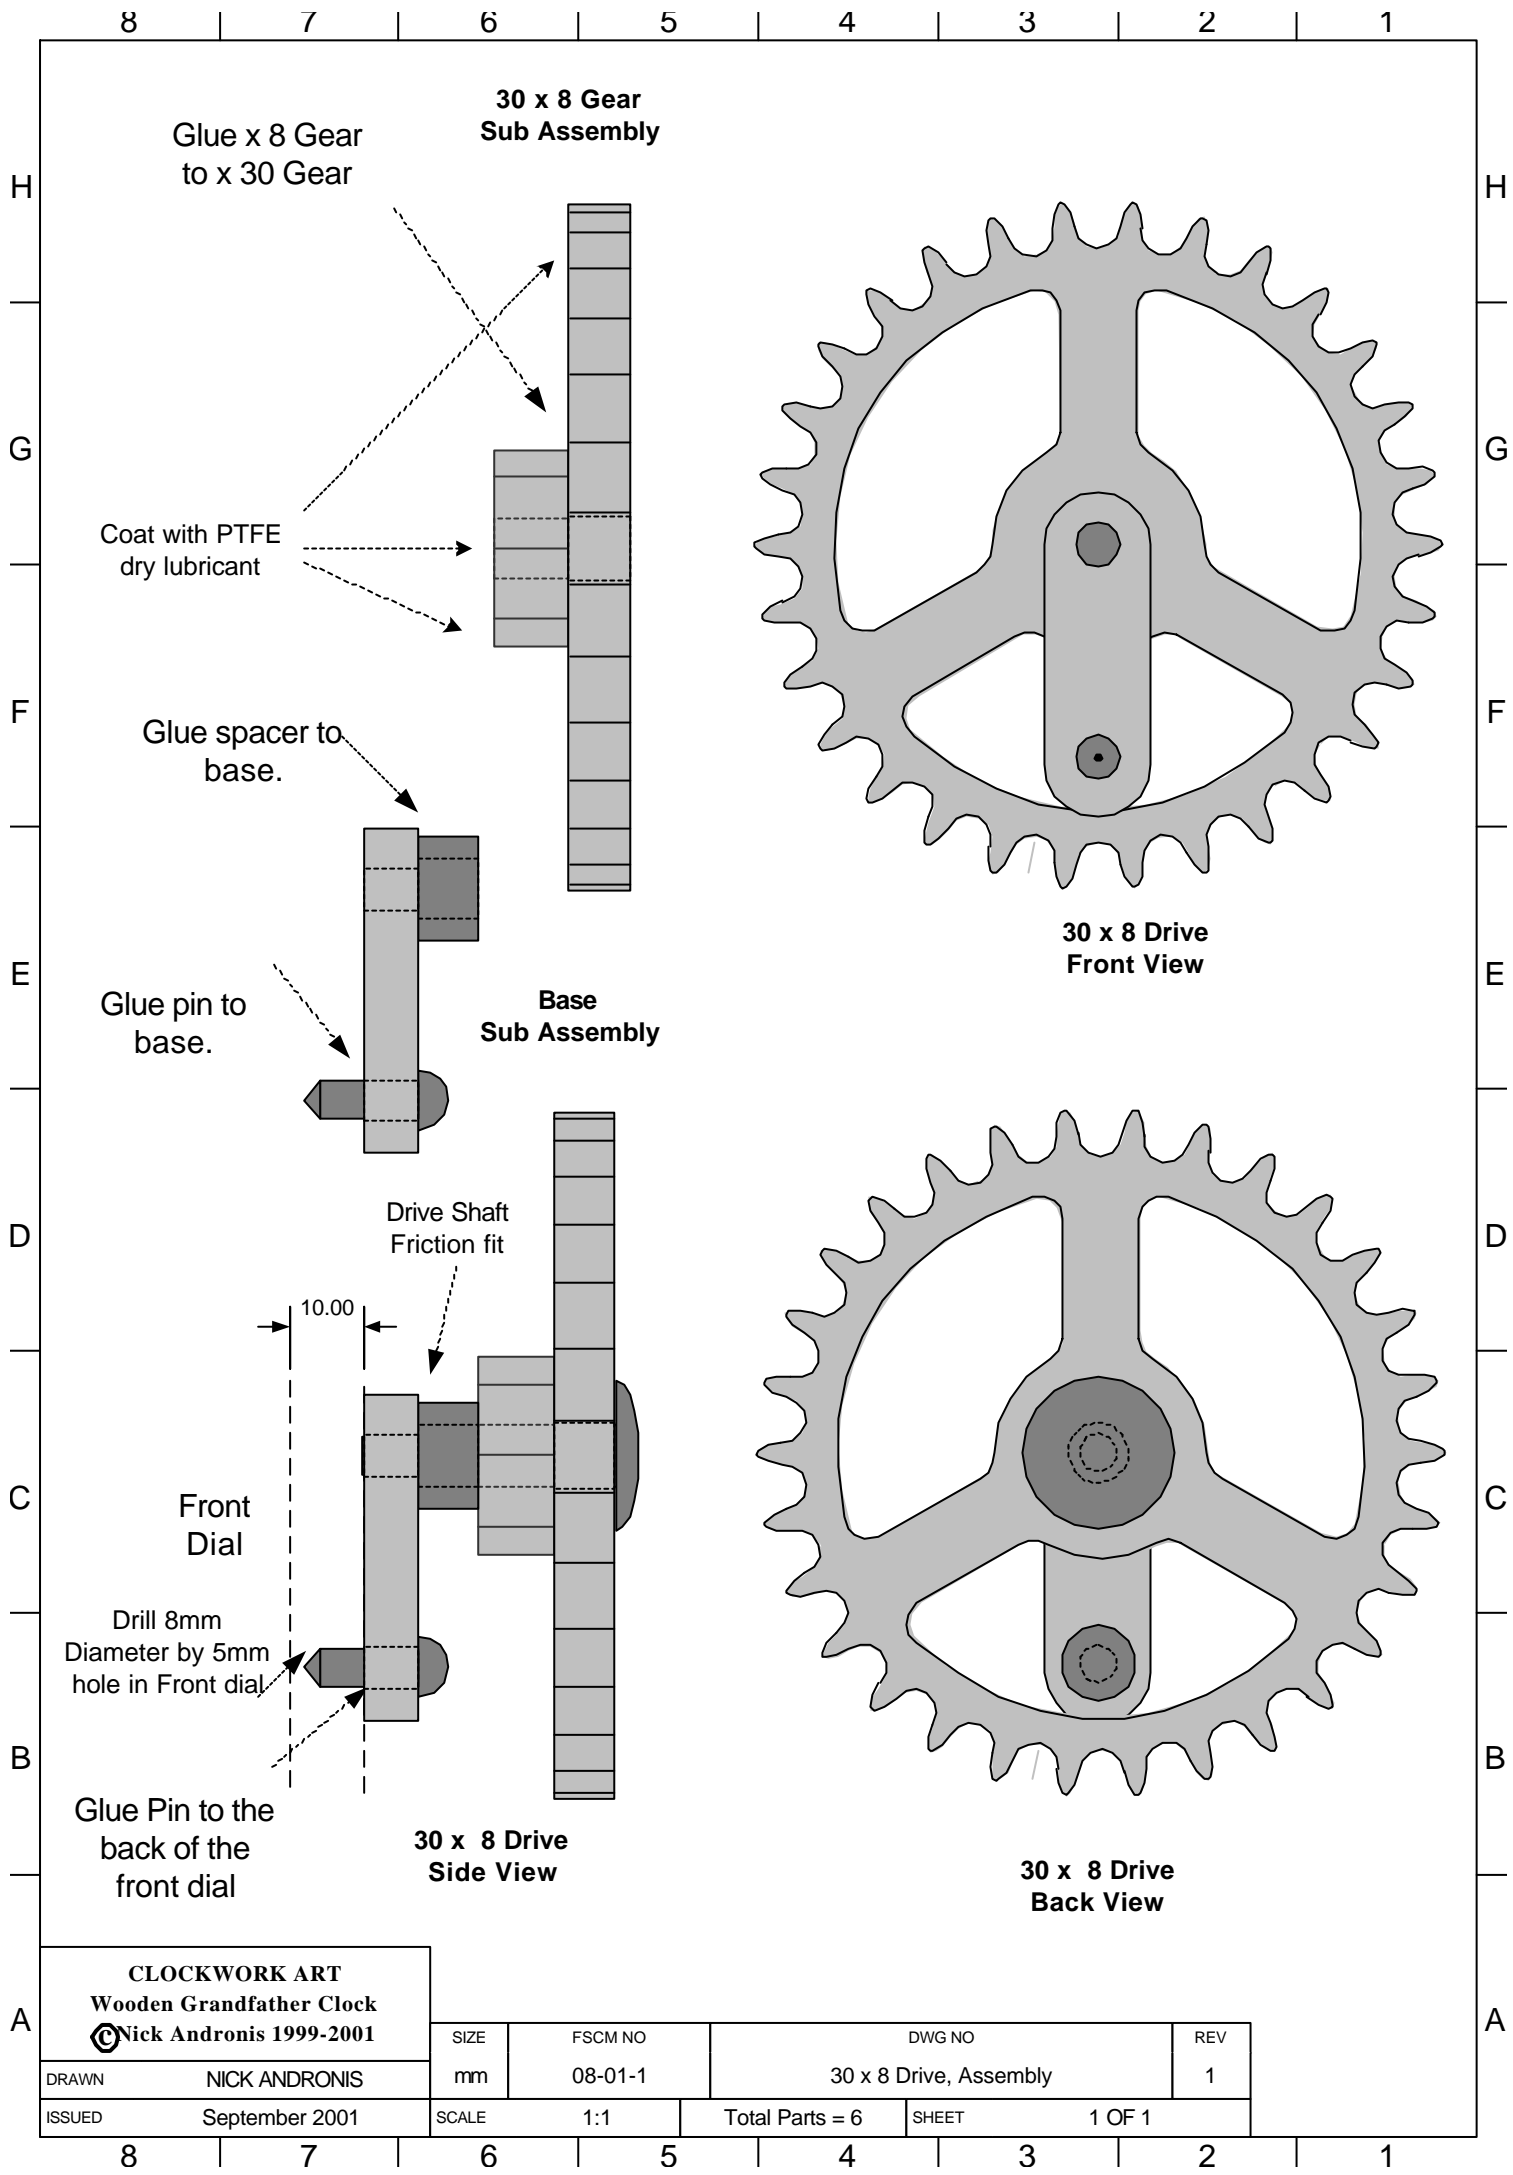 8 7 6 5 4 3 2 1
30 x 8 Gear
Sub Assembly
Glue x 8 Gear
to x 30 Gear
H H
G G
Coat with PTFE
dry lubricant
F F
Glue spacer to
base.
30 x 8 Drive
Front View
E E
Glue pin to
base.
Base
Sub Assembly
Drive Shaft
Friction fit
D D
10.00
C C
Front
Dial
Drill 8mm
Diameter by 5mm
hole in Front dial
B B
Glue Pin to the
back of the
front dial
30 x 8 Drive
Side View
30 x 8 Drive
Back View
A A
CLOCKWORK ART
Wooden Grandfather Clock
©Nick Andronis 1999-2001
SIZE FSCM NO DWG NO REV
DRAWN NICK ANDRONIS mm 08-01-1 30 x 8 Drive, Assembly 1
ISSUED September 2001 SCALE 1:1 Total Parts = 6 SHEET 1 OF 1
8 7 6 5 4 3 2 1